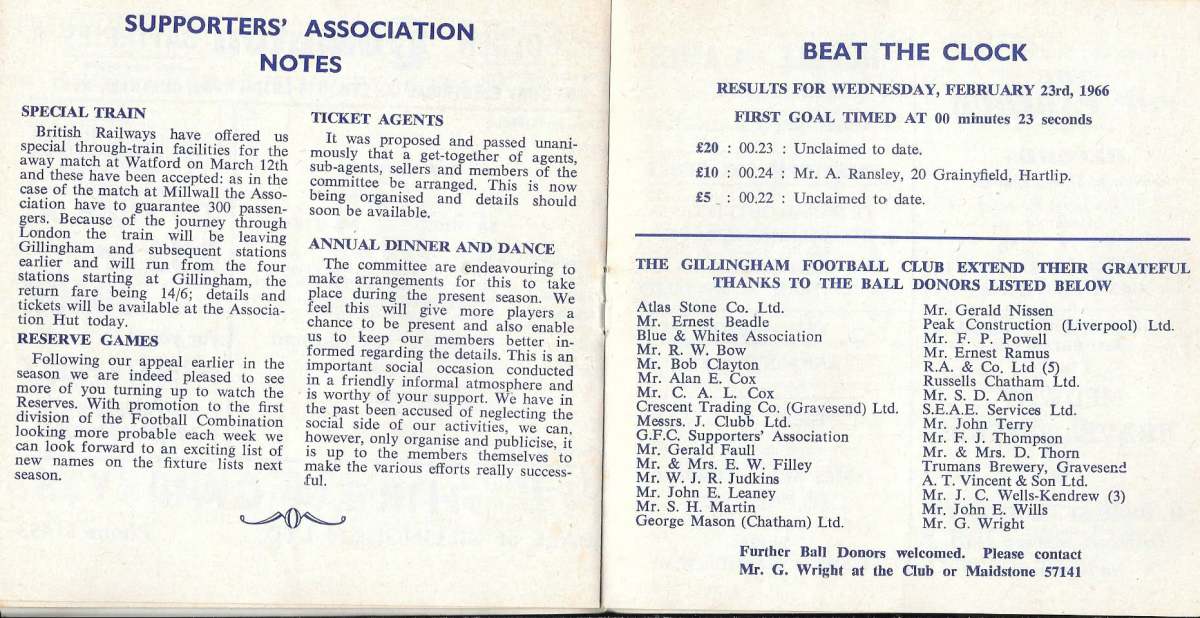 SUPPORTERS' ASSOCIATION
NOTES
SPECIAL TRAIN
British Railways have offered us
special through-train facilities for the
away match at Watford on March 12th
and these have been accepted: as in the
case of the match at Millwall the Asso-
ciation have to guarantee 300 passen-
gers. Because of the journey through
London the train will be leaving
Gillingham and subsequent stations
earlier and will run from the four
stations starting at Gillingham, the
return fare being 14/6; details and
tickets will be available at the Associa-
tion Hut today.
RESERVE GAMES
Following our appeal earlier in the
season we are indeed pleased to see
more of you turning up to watch the
Reserves. With promotion to the first
division of the Football Combination
looking more probable each week we
can look forward to an exciting list of
new names on the fixture lists next
season.
TICKET AGENTS
It was proposed and passed unani-
mously that a get-together of agents,
sub-agents, sellers and members of the
committee be arranged. This is now
being organised and details should
soon be available.
ANNUAL DINNER AND DANCE
The committee are endeavouring to
make arrangements for this to take
place during the present season. We
feel this will give more players a
chance to be present and also enable
us to keep our members better in-
formed regarding the details. This is an
important social occasion conducted
in a friendly informal atmosphere and
is worthy of your support. We have in
the past been accused of neglecting the
social side of our activities, we can,
however, only organise and publicise, it
is up to the members themselves to
make the various efforts really success-
ful.
BEAT THE CLOCK
RESULTS FOR WEDNESDAY, FEBRUARY 23rd, 1966
FIRST GOAL TIMED AT 00 minutes 23 seconds
£20 : 00.23 : Unclaimed to date.
£10 : 00.24 : Mr. A. Ransley, 20 Grainyfield, Hartlip.
£5 : 00.22 : Unclaimed to date.
THE GILLINGHAM FOOTBALL CLUB EXTEND THEIR GRATEFUL
THANKS TO THE BALL DONORS LISTED BELOW
Atlas Stone Co. Ltd.
Mr. Ernest Beadle
Blue & Whites Association
Mr. R. W. Bow
Mr. Bob Clayton
Mr. Alan E. Cox
Mr. C. A. L. Cox
Crescent Trading Co. (Gravesend) Ltd.
Messrs. J. Clubb Ltd.
G.F.C. Supporters' Association
Mr. Gerald Faull
Mr. & Mrs. E. W. Filley
Mr. W. J. R. Judkins
Mr. John E. Leaney
Mr. S. H. Martin
George Mason (Chatham) Ltd.
Mr. Gerald Nissen
Peak Construction (Liverpool) Ltd.
Mr. F. P. Powell
Mr. Ernest Ramus
R.A. & Co. Ltd (5)
Russells Chatham Ltd.
Mr. S. D. Anon
S.E.A.E. Services Ltd.
Mr. John Terry
Mr. F. J. Thompson
Mr. & Mrs. D. Thorn
Trumans Brewery, Gravesend
A. T. Vincent & Son Ltd.
Mr. J. C. Wells-Kendrew (3)
Mr. John E. Wills
Mr. G. Wright
Further Ball Donors welcomed. Please contact
Mr. G. Wright at the Club or Maidstone 57141